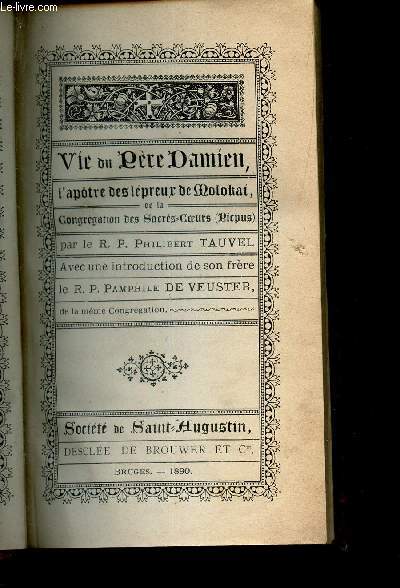 Le-livre.com
Vie du Père Damien,
l'apôtre des lépreux de Molokaï,
de la
Congrégation des Sacrés-Cœurs (Picpus)
par le R. P. PHILIBERT TAUVEL
Avec une introduction de son frère
le R. P. PAMPHILE DE VEUSTER,
de la même Congrégation.
Société de Saint-Augustin,
DESCLÉE DE BROUWER ET Cie.
BRUGES. — 1890.